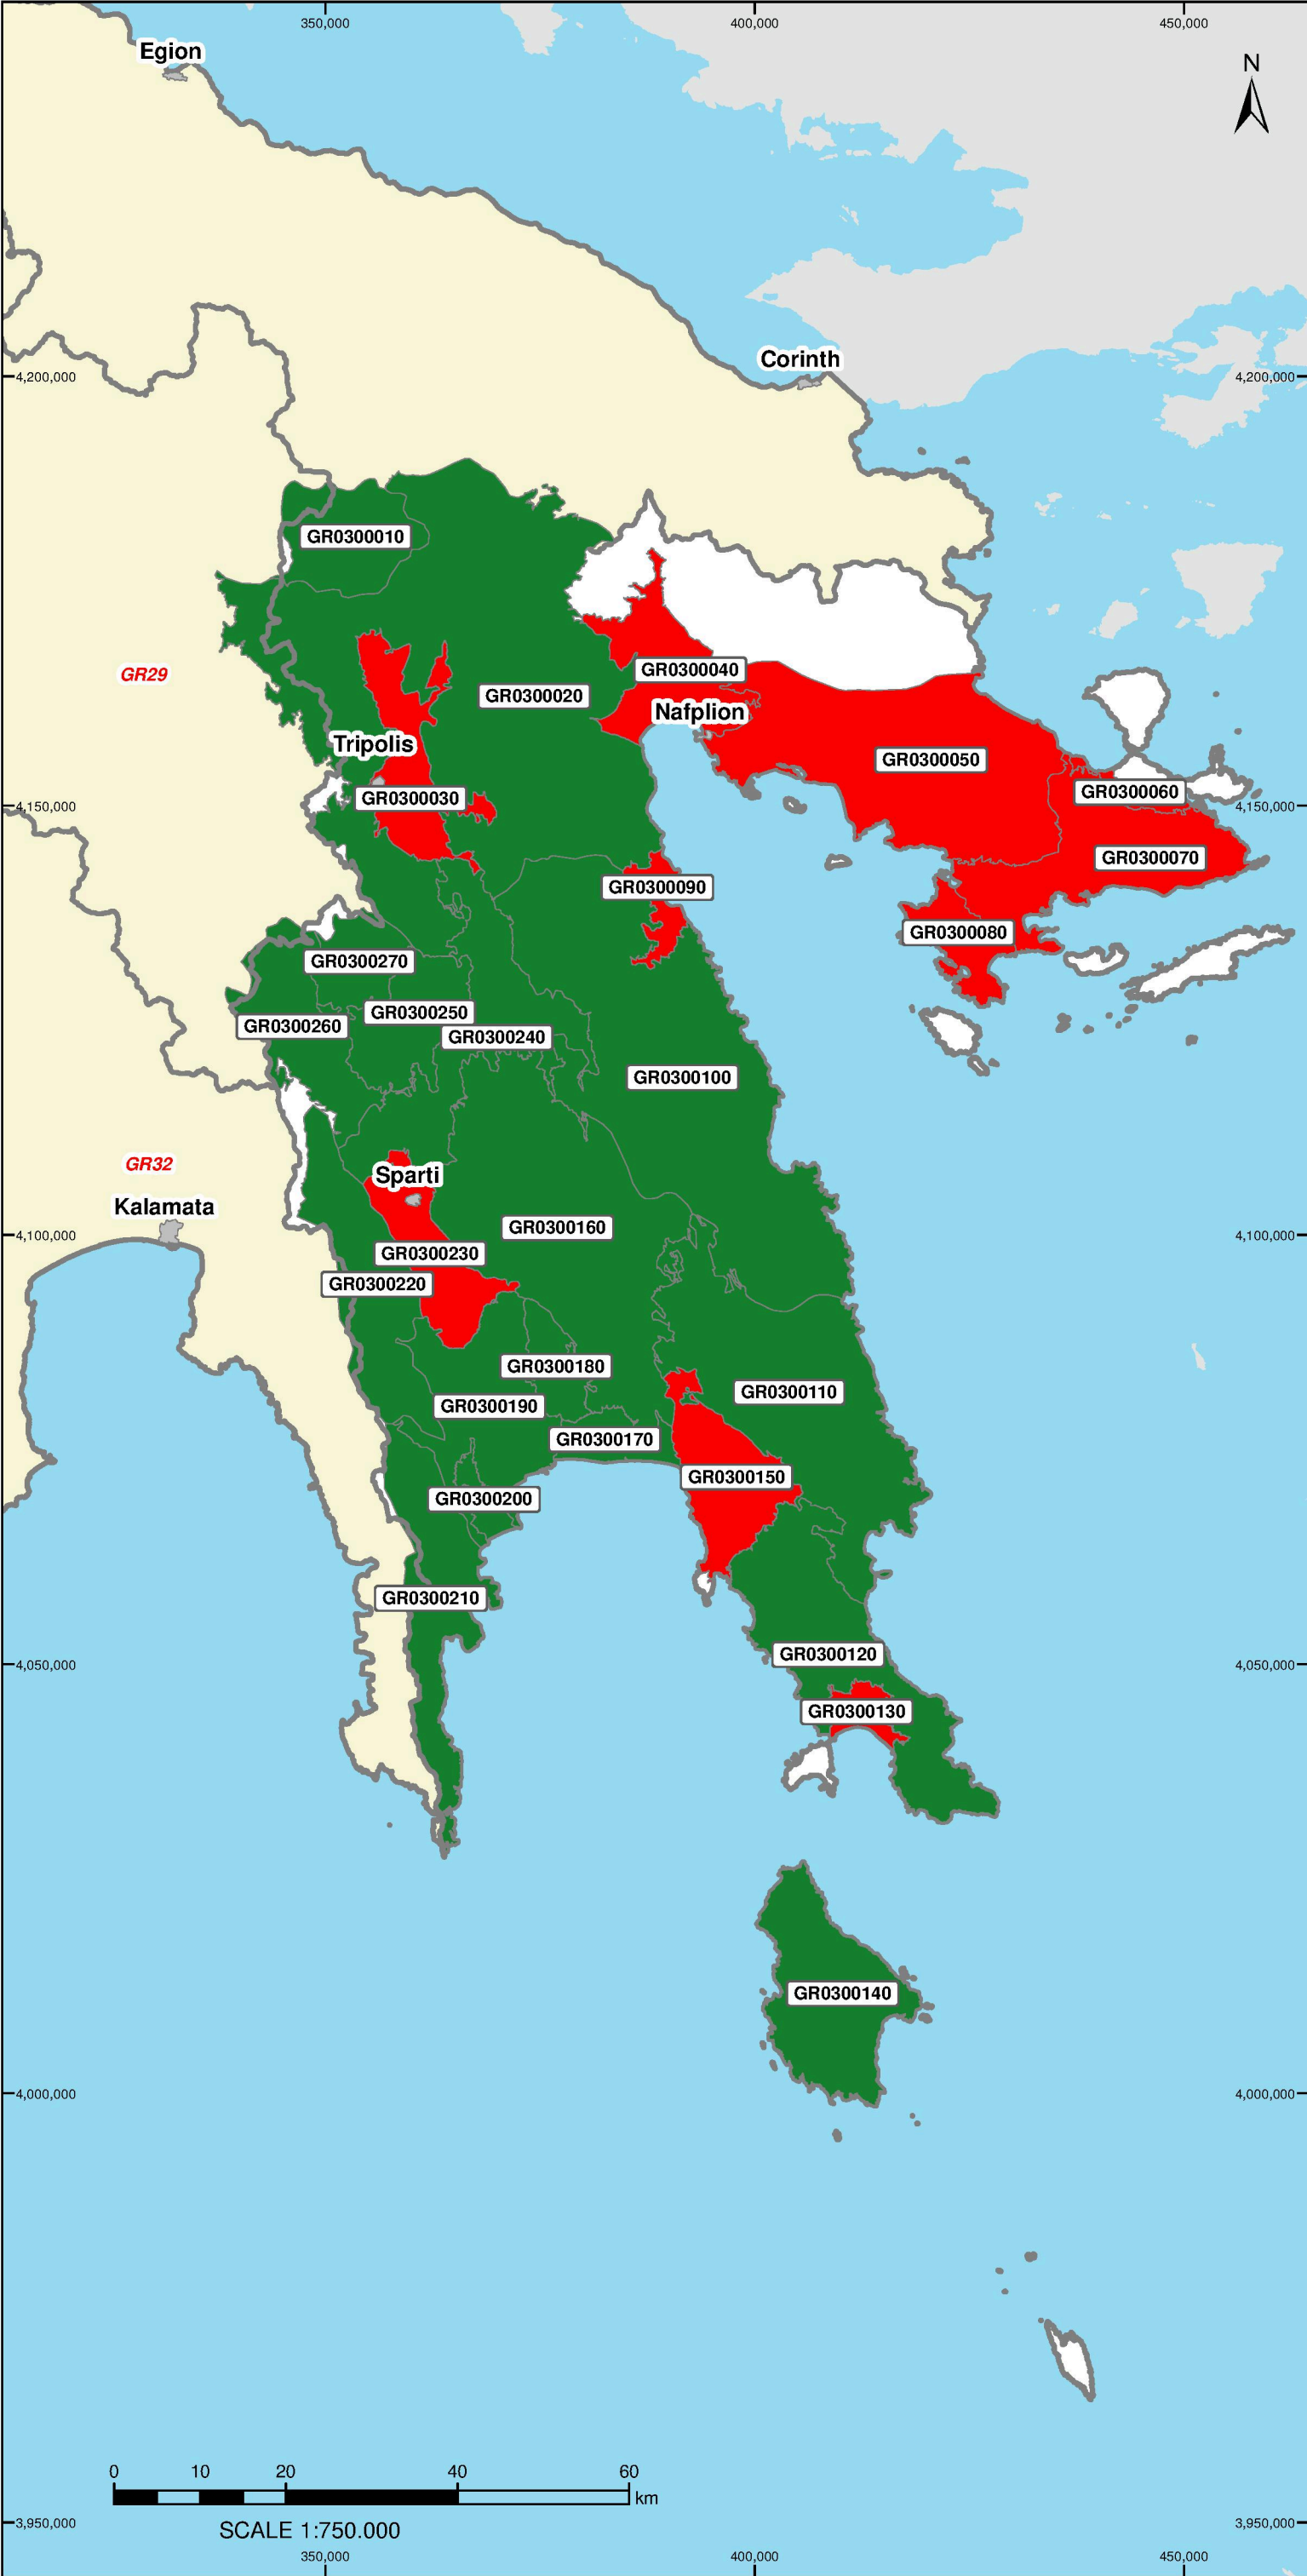 350,000
400,000
450,000
Egion
N
Corinth
4,200,000
4,200,000
GR0300010
GR29
GR0300040
GR0300020
Nafplion
Tripolis
GR0300050
GR0300060
GR0300030
4,150,000
4,150,000
GR0300070
GR0300090
GR0300080
GR0300270
GR0300250
GR0300260
GR0300240
GR0300100
GR32
Sparti
Kalamata
GR0300160
4,100,000
4,100,000
GR0300230
GR0300220
GR0300180
GR0300110
GR0300190
GR0300170
GR0300150
GR0300200
GR0300210
GR0300120
4,050,000
4,050,000
GR0300130
GR0300140
4,000,000
4,000,000
0 10 20 40 60
km
3,950,000
3,950,000
SCALE 1:750.000
350,000
400,000
450,000